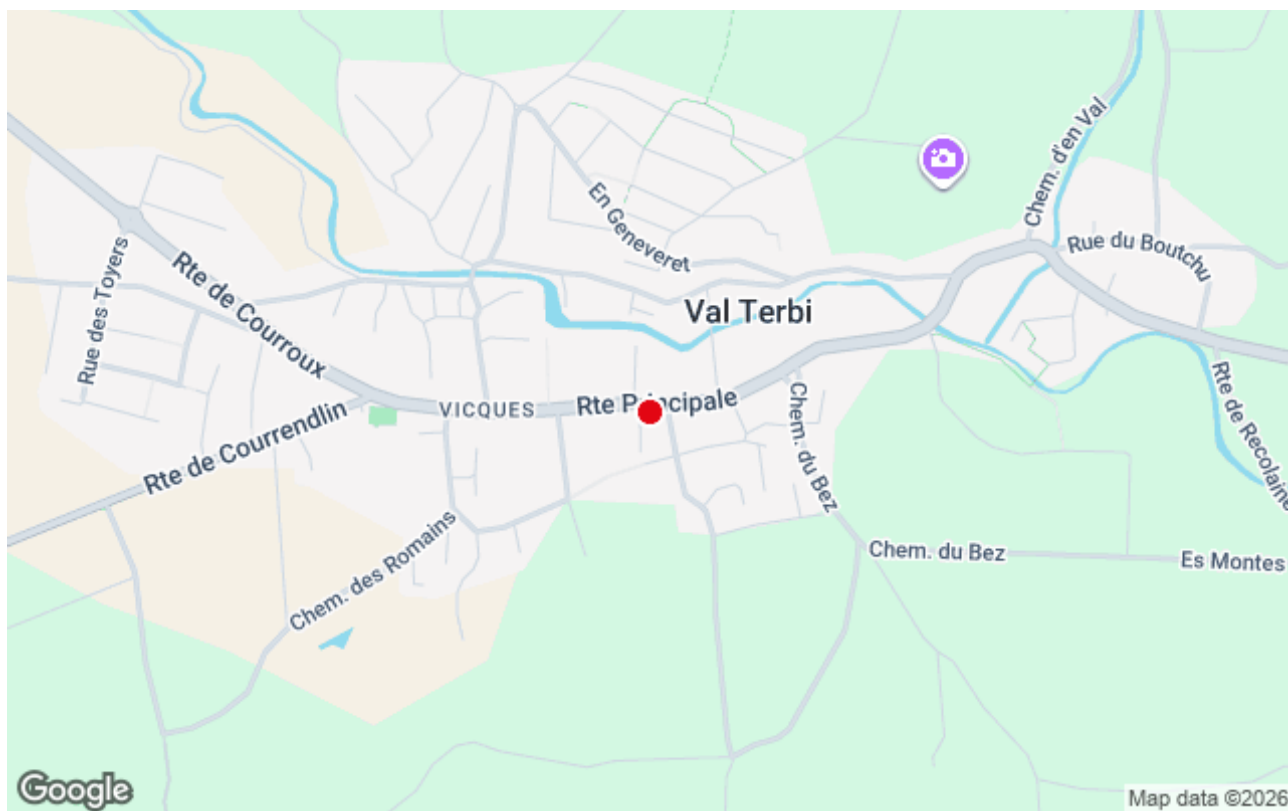 Chem. d'en Val
En Geneveret
Rue du Boutchu
Rue des Toyers
Rte de Courroux
Val Terbi
VICQUES
Rte Principale
Rte de Courrendlin
Chem. du Bez
Rte de Recolaine
Chem. des Romains
Chem. du Bez
Es Montes
Google
Map data ©2026